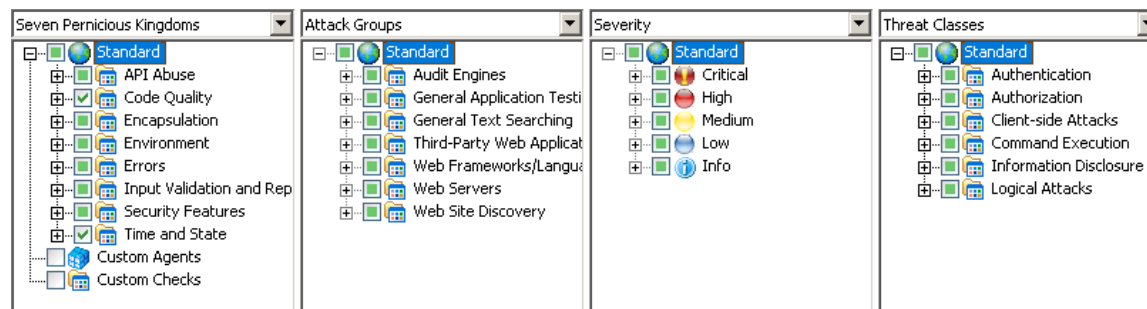 Seven Pernicious Kingdoms
Standard
API Abuse
Code Quality
Encapsulation
Environment
Errors
Input Validation and Rep
Security Features
Time and State
Custom Agents
Custom Checks
Attack Groups
Standard
Audit Engines
General Application Testi
General Text Searching
Third-Party Web Applicat
Web Frameworks/Langua
Web Servers
Web Site Discovery
Severity
Standard
Critical
High
Medium
Low
Info
Threat Classes
Standard
Authentication
Authorization
Client-side Attacks
Command Execution
Information Disclosure
Logical Attacks